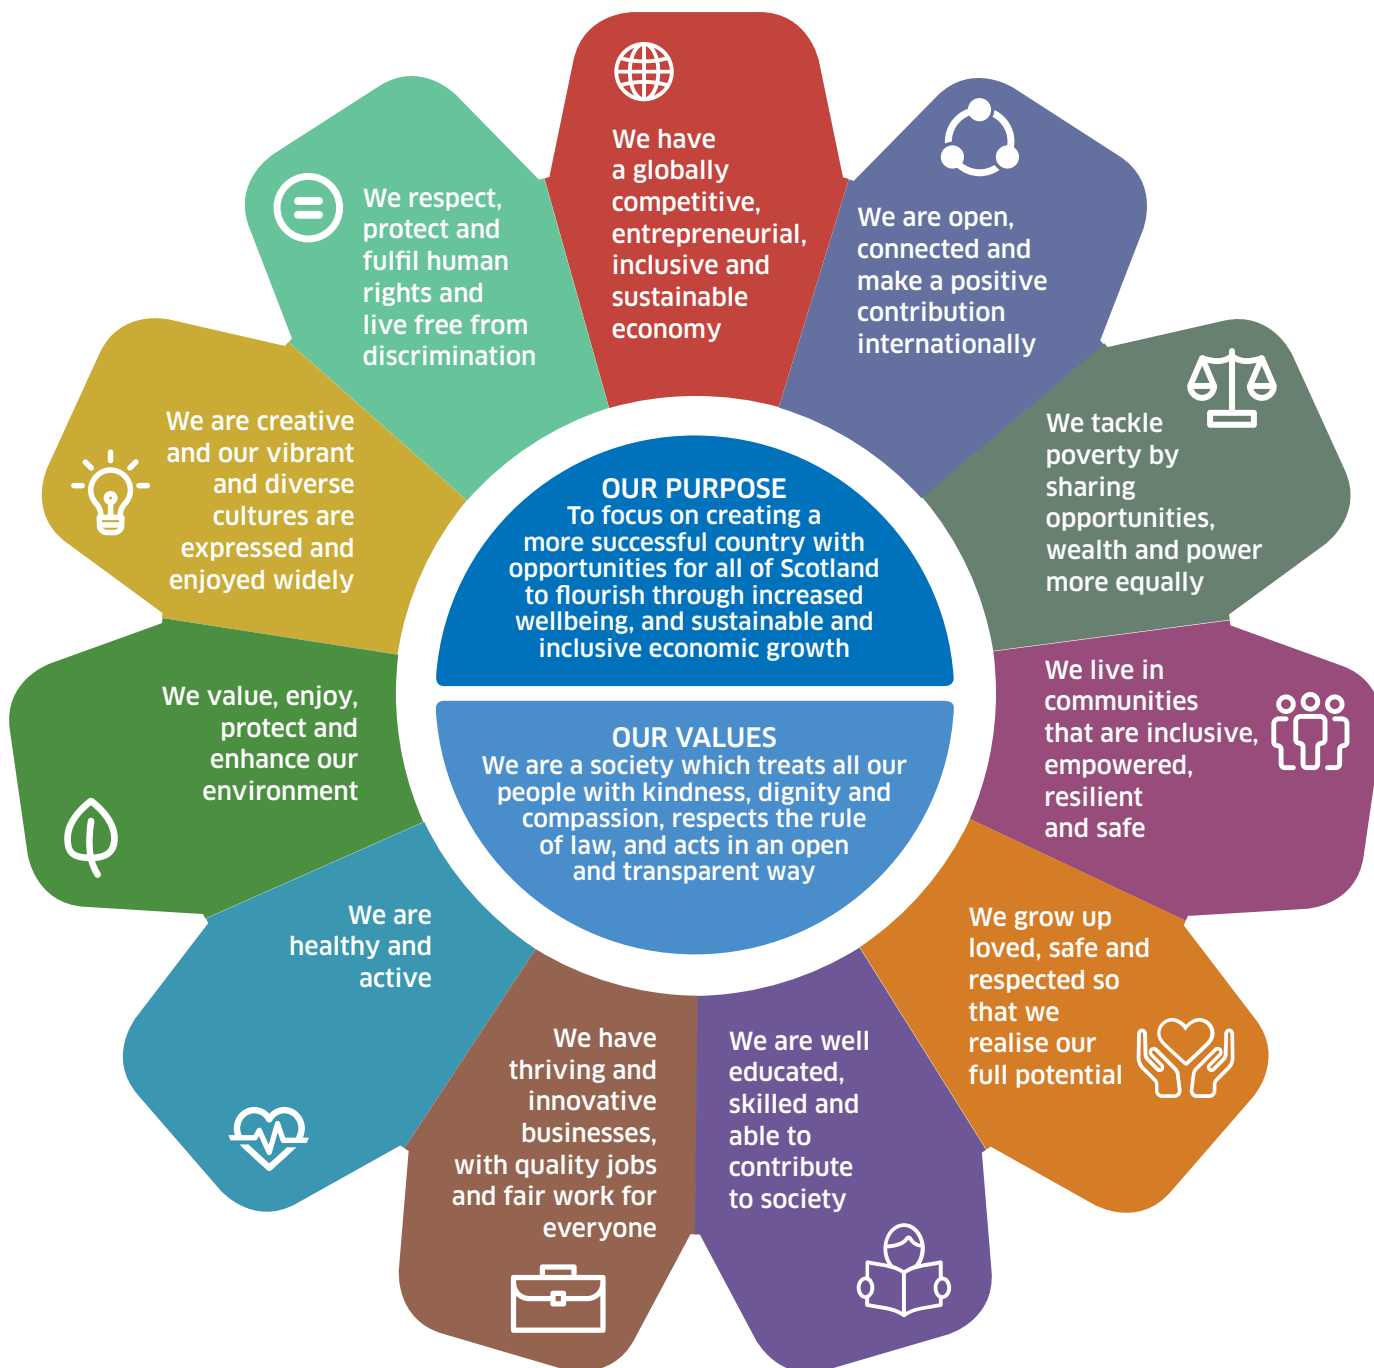 We have
a globally
competitive,
entrepreneurial,
inclusive and
sustainable
economy
We are open,
connected and
make a positive
contribution
internationally
We tackle
poverty by
sharing
opportunities,
wealth and power
more equally
We live in
communities
that are inclusive,
empowered,
resilient
and safe
We grow up
loved, safe and
respected so
that we
realise our
full potential
We are well
educated,
skilled and
able to
contribute
to society
We have
thriving and
innovative
businesses,
with quality jobs
and fair work for
everyone
We are
healthy and
active
We value, enjoy,
protect and
enhance our
environment
We are creative
and our vibrant
and diverse
cultures are
expressed and
enjoyed widely
We respect,
protect and
fulfil human
rights and
live free from
discrimination
OUR PURPOSE
To focus on creating a
more successful country with
opportunities for all of Scotland
to flourish through increased
wellbeing, and sustainable and
inclusive economic growth
OUR VALUES
We are a society which treats all our
people with kindness, dignity and
compassion, respects the rule
of law, and acts in an open
and transparent way